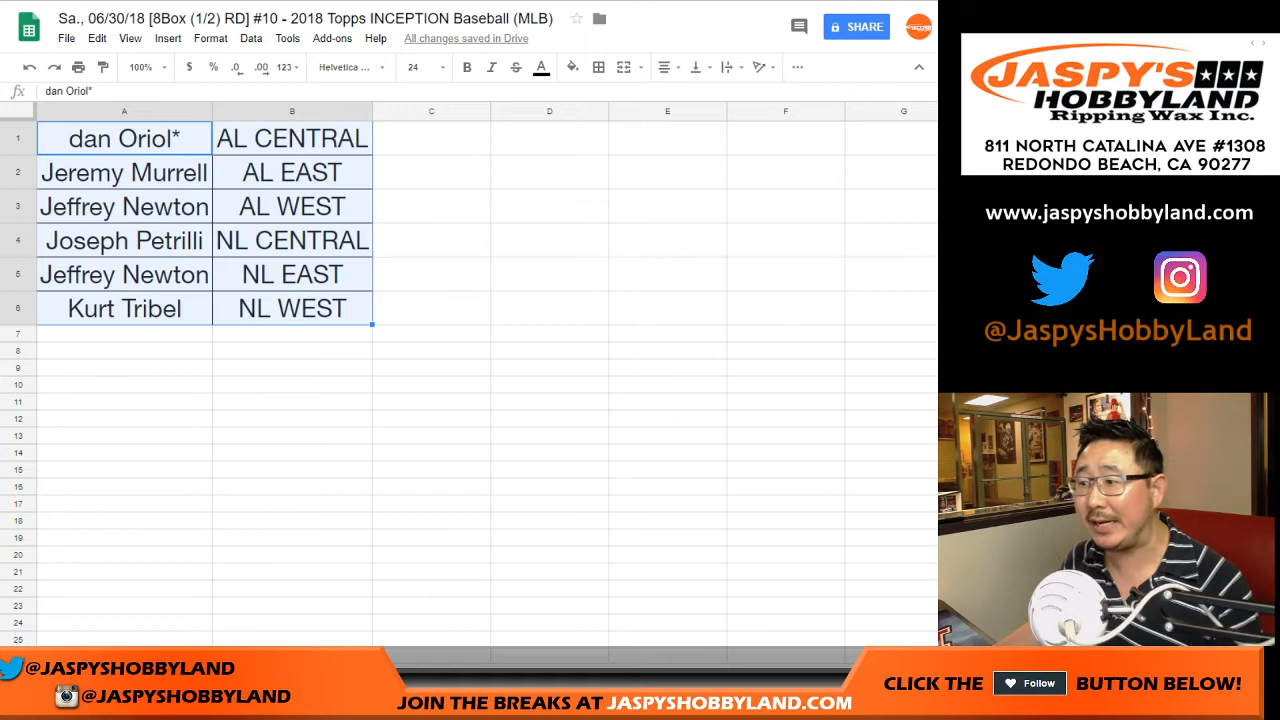 Sa., 06/30/18 [8Box (1/2) RD] #10 - 2018 Topps INCEPTION Baseball (MLB)
File Edit View Insert Format Data Tools Add-ons Help All changes saved in Drive
SHARE
100% $ % .0 .00 123 Helvetica ... 24 B I S A
fx dan Oriol*
A B C D E F G
1 dan Oriol* AL CENTRAL
2 Jeremy Murrell AL EAST
3 Jeffrey Newton AL WEST
4 Joseph Petrilli NL CENTRAL
5 Jeffrey Newton NL EAST
6 Kurt Tribel NL WEST
7
8
9
10
11
12
13
14
15
16
17
18
19
20
21
22
23
24
25
JASPY'S
HOBBYLAND
Ripping Wax Inc.
811 NORTH CATALINA AVE #1308
REDONDO BEACH, CA 90277
www.jaspyshobbyland.com
@JaspysHobbyLand
@JASPYSHOBBYLAND
@JASPYSHOBBYLAND
JOIN THE BREAKS AT JASPYSHOBBYLAND.COM
CLICK THE Follow BUTTON BELOW!